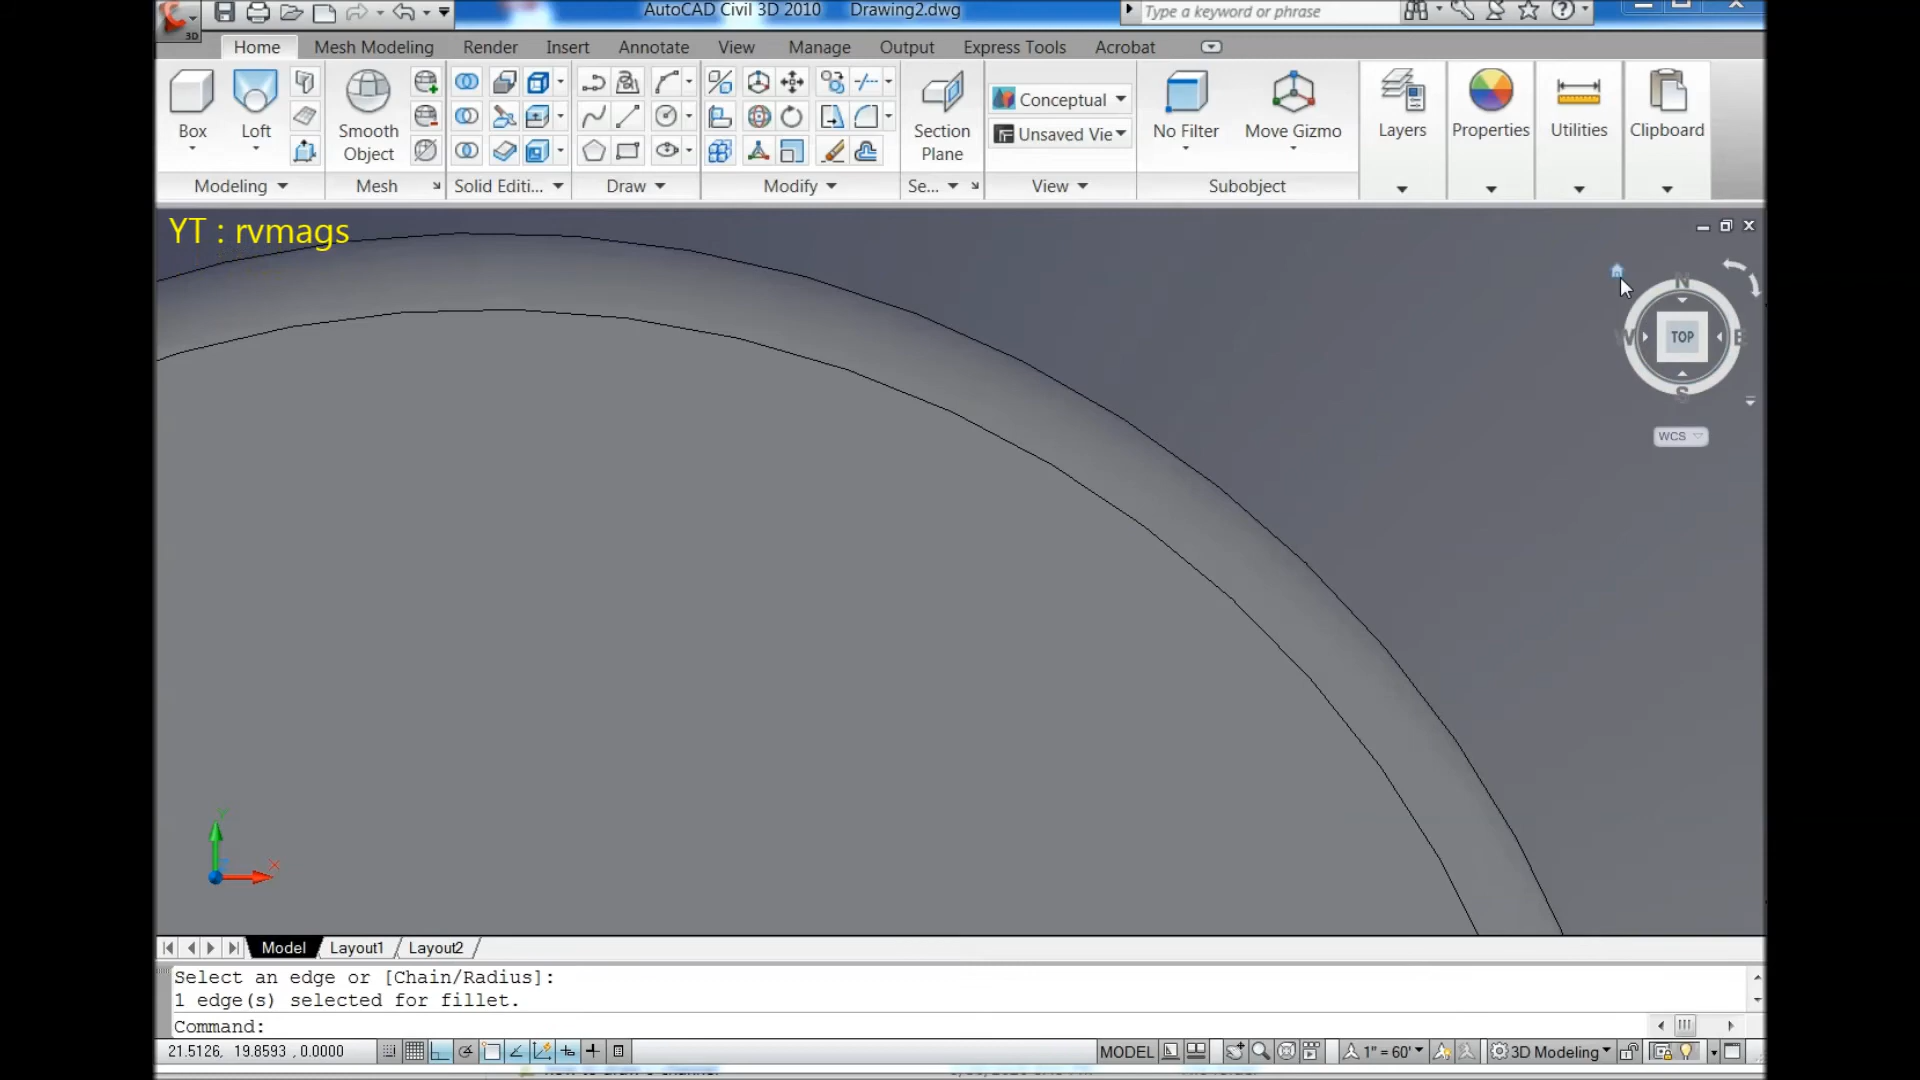 AutoCAD Civil 3D 2010 Drawing2.dwg
Type a keyword or phrase
3D
Home Mesh Modeling Render Insert Annotate View Manage Output Express Tools Acrobat
Box
Loft
Smooth
Object
Section
Plane
Conceptual
Unsaved Vie
No Filter
Move Gizmo
Layers
Properties
Utilities
Clipboard
Modeling Mesh Solid Editi... Draw Modify Se... View Subobject
YT : rvmags
N
W TOP E
S
WCS
Y
X
Model Layout1 Layout2
Select an edge or [Chain/Radius]:
1 edge(s) selected for fillet.
Command:
21.5126, 19.8593 , 0.0000
MODEL
1" = 60'
3D Modeling